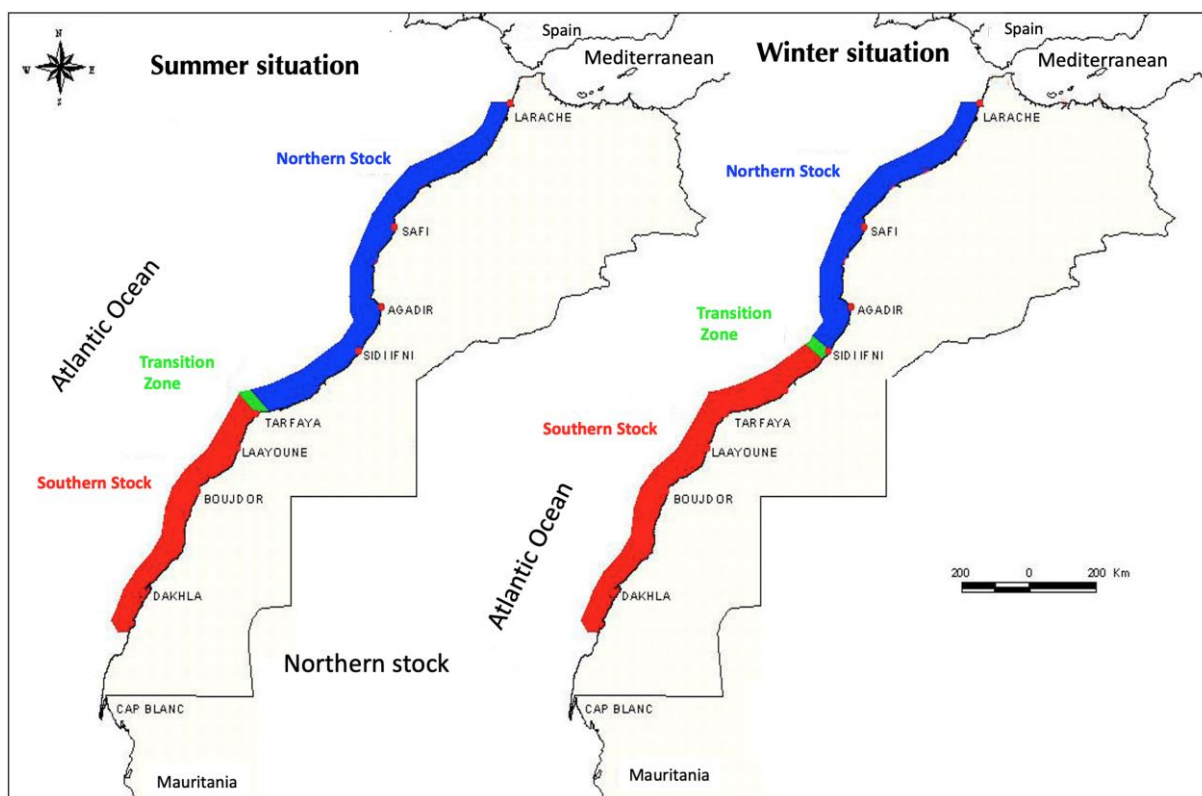 N
W E
S
Summer situation
Spain
Mediterranean
LARACHE
Northern Stock
SAFI
Atlantic Ocean
AGADIR
SIDI IFNI
Transition
Zone
TARFAYA
LAAYOUNE
Southern Stock
BOUJDOR
DAKHLA
Northern stock
CAP BLANC
Mauritania
Winter situation
Spain
Mediterranean
LARACHE
Northern Stock
SAFI
AGADIR
Transition
Zone
SIDI IFNI
TARFAYA
Southern Stock
LAAYOUNE
BOUJDOR
Atlantic Ocean
DAKHLA
200 0 200 Km
CAP BLANC
Mauritania